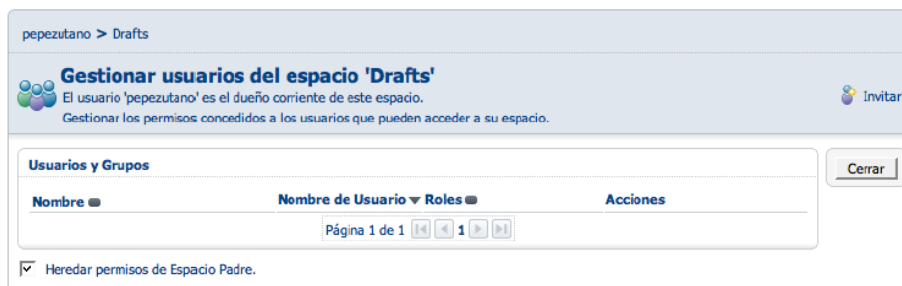 pepezutano > Drafts
Gestionar usuarios del espacio 'Drafts'
El usuario 'pepezutano' es el dueño corriente de este espacio.
Invitar
Gestionar los permisos concedidos a los usuarios que pueden acceder a su espacio.
Usuarios y Grupos
Cerrar
Nombre Nombre de Usuario Roles Acciones
Página 1 de 1 1
Heredar permisos de Espacio Padre.